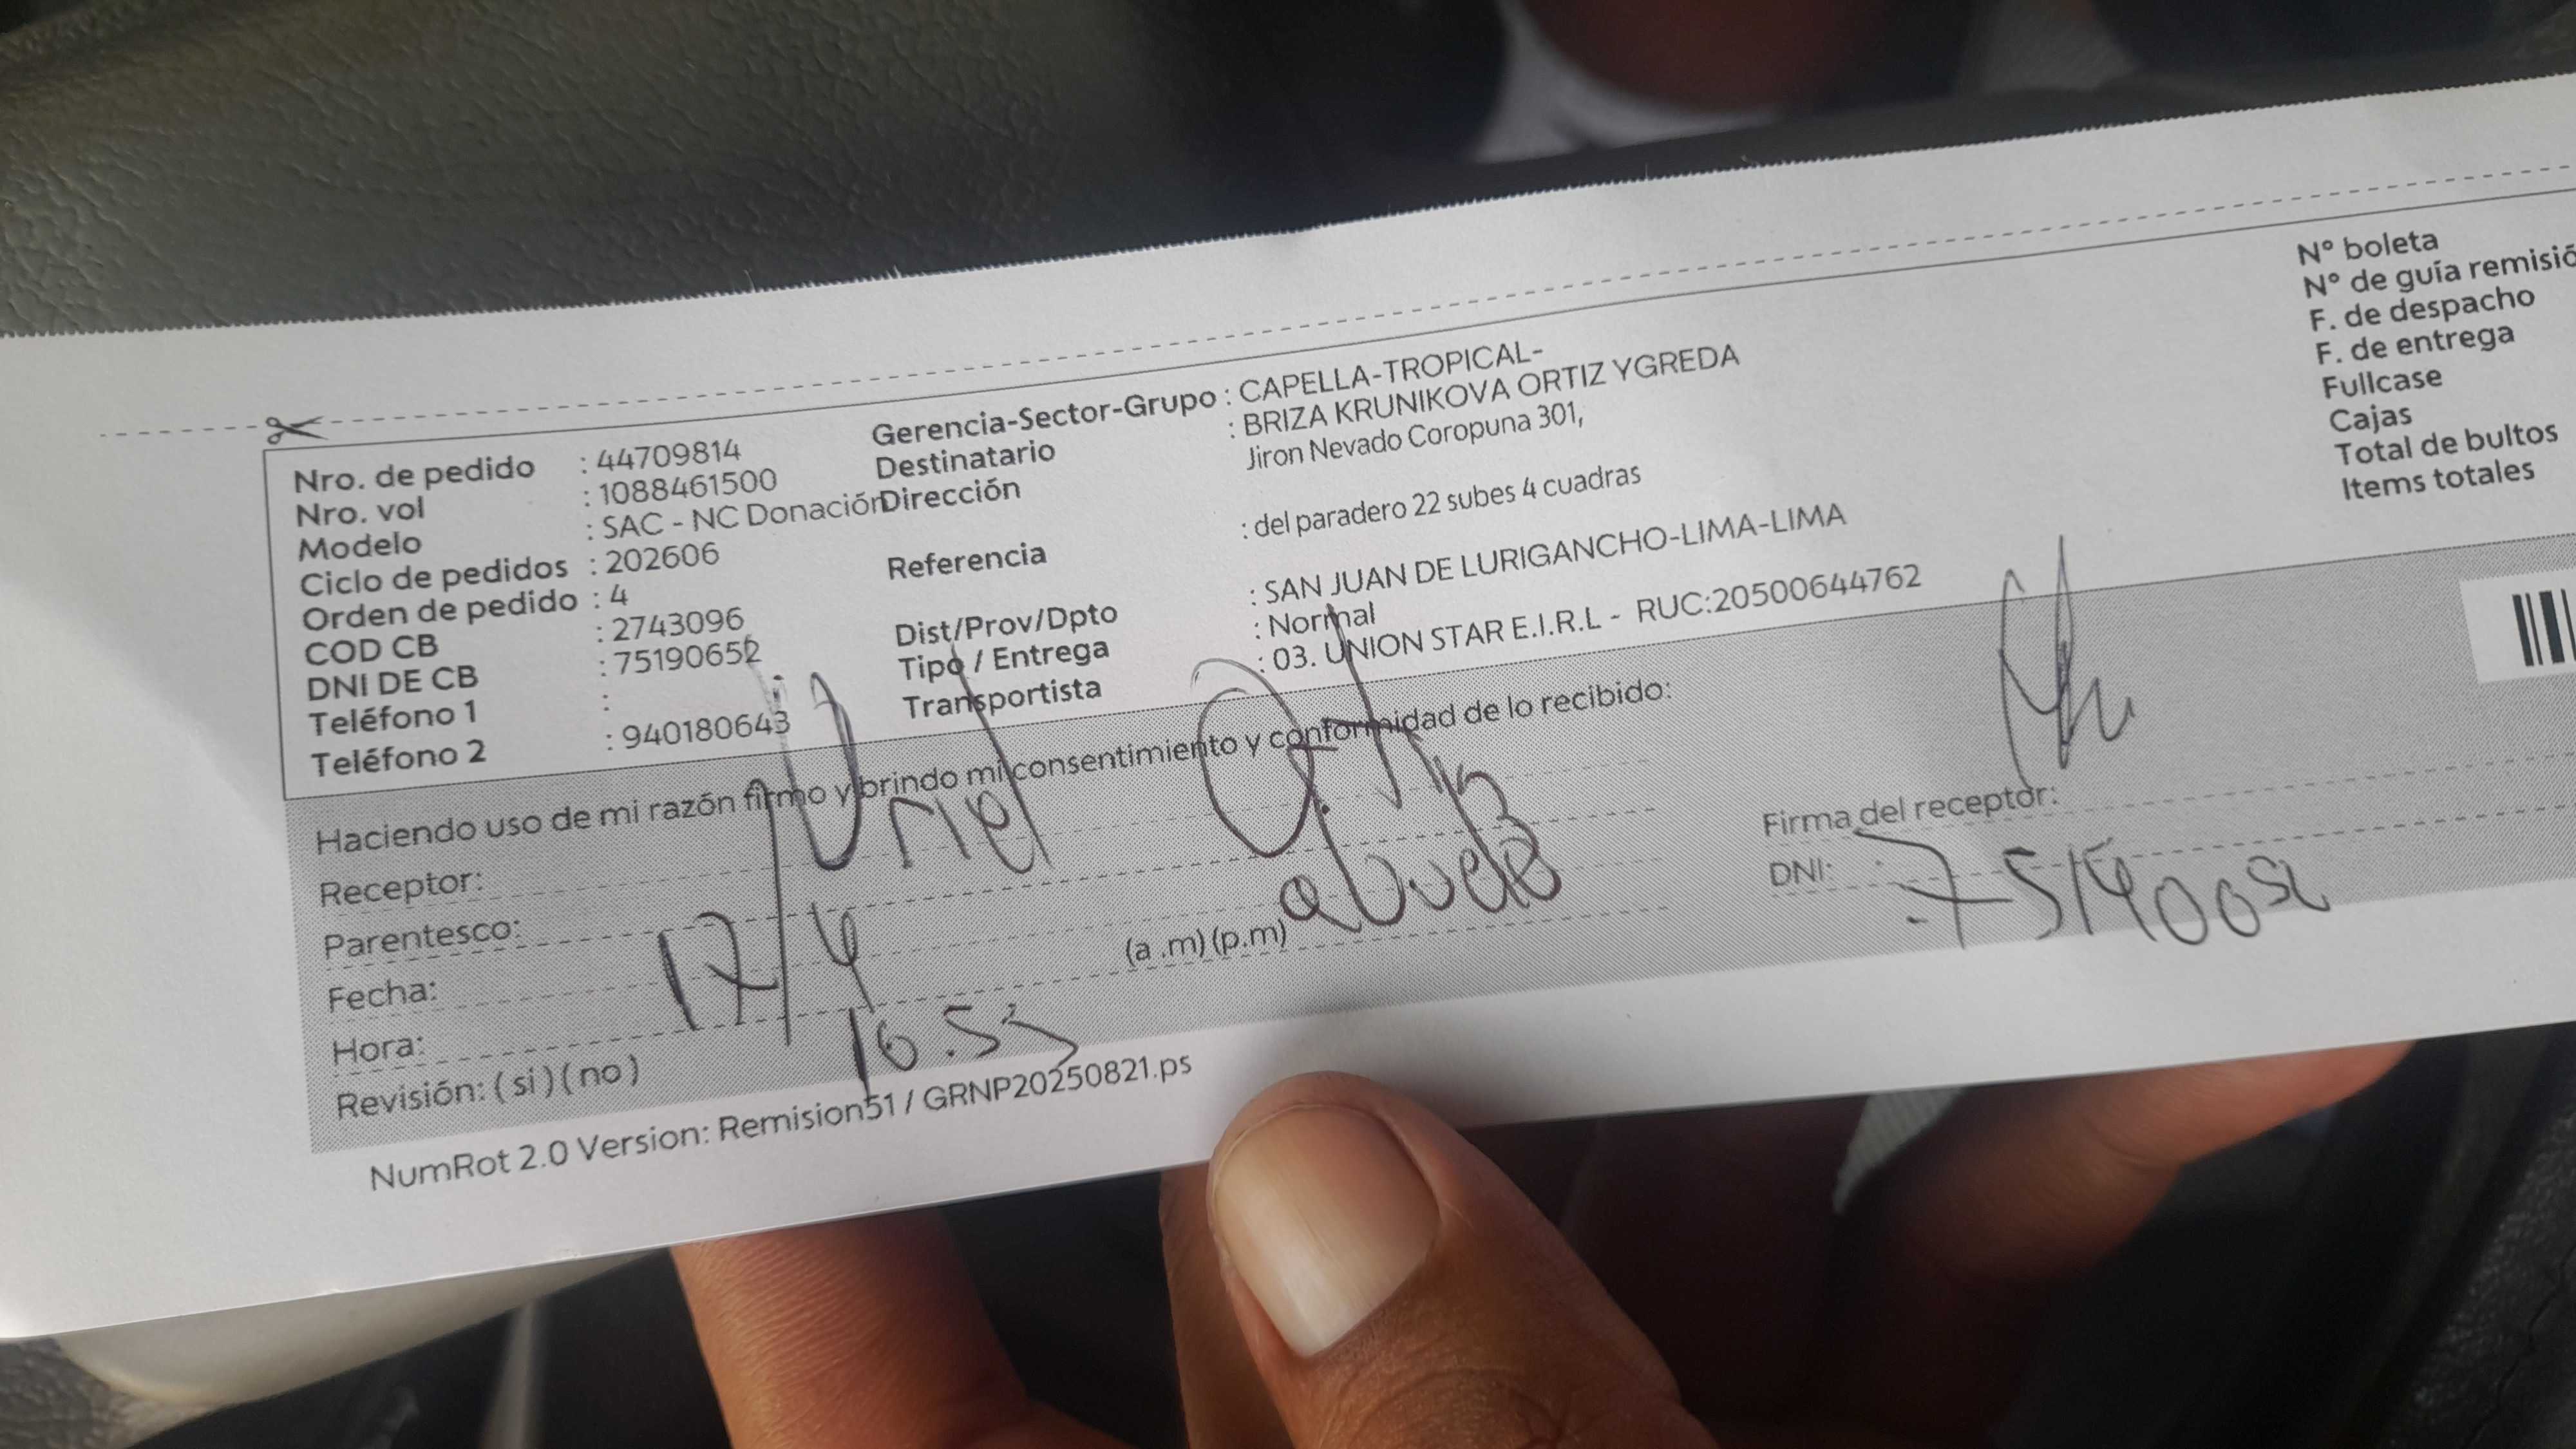 Nro. de pedido : 44709814
Nro. vol : 1088461500
Modelo : SAC - NC Donación
Ciclo de pedidos : 202606
Orden de pedido : 4
COD CB : 2743096
DNI DE CB : 75190652
Teléfono 1 :
Teléfono 2 : 940180643
Gerencia-Sector-Grupo : CAPELLA-TROPICAL-
Destinatario : BRIZA KRUNIKOVA ORTIZ YGREDA
Dirección Jiron Nevado Coropuna 301,
Referencia : del paradero 22 subes 4 cuadras
Dist/Prov/Dpto : SAN JUAN DE LURIGANCHO-LIMA-LIMA
Tipo / Entrega : Normal
Transportista : 03. UNION STAR E.I.R.L - RUC:20500644762
N° boleta
N° de guía remisió
F. de despacho
F. de entrega
Fullcase
Cajas
Total de bultos
Items totales
Haciendo uso de mi razón firmo y brindo mi consentimiento y conformidad de lo recibido:
Receptor: Uriel
Parentesco:
Fecha: 17/4
Hora: 16.53 (a .m) (p.m)
Revisión: ( si ) ( no )
Firma del receptor:
DNI:
NumRot 2.0 Version: Remision51 / GRNP20250821.ps